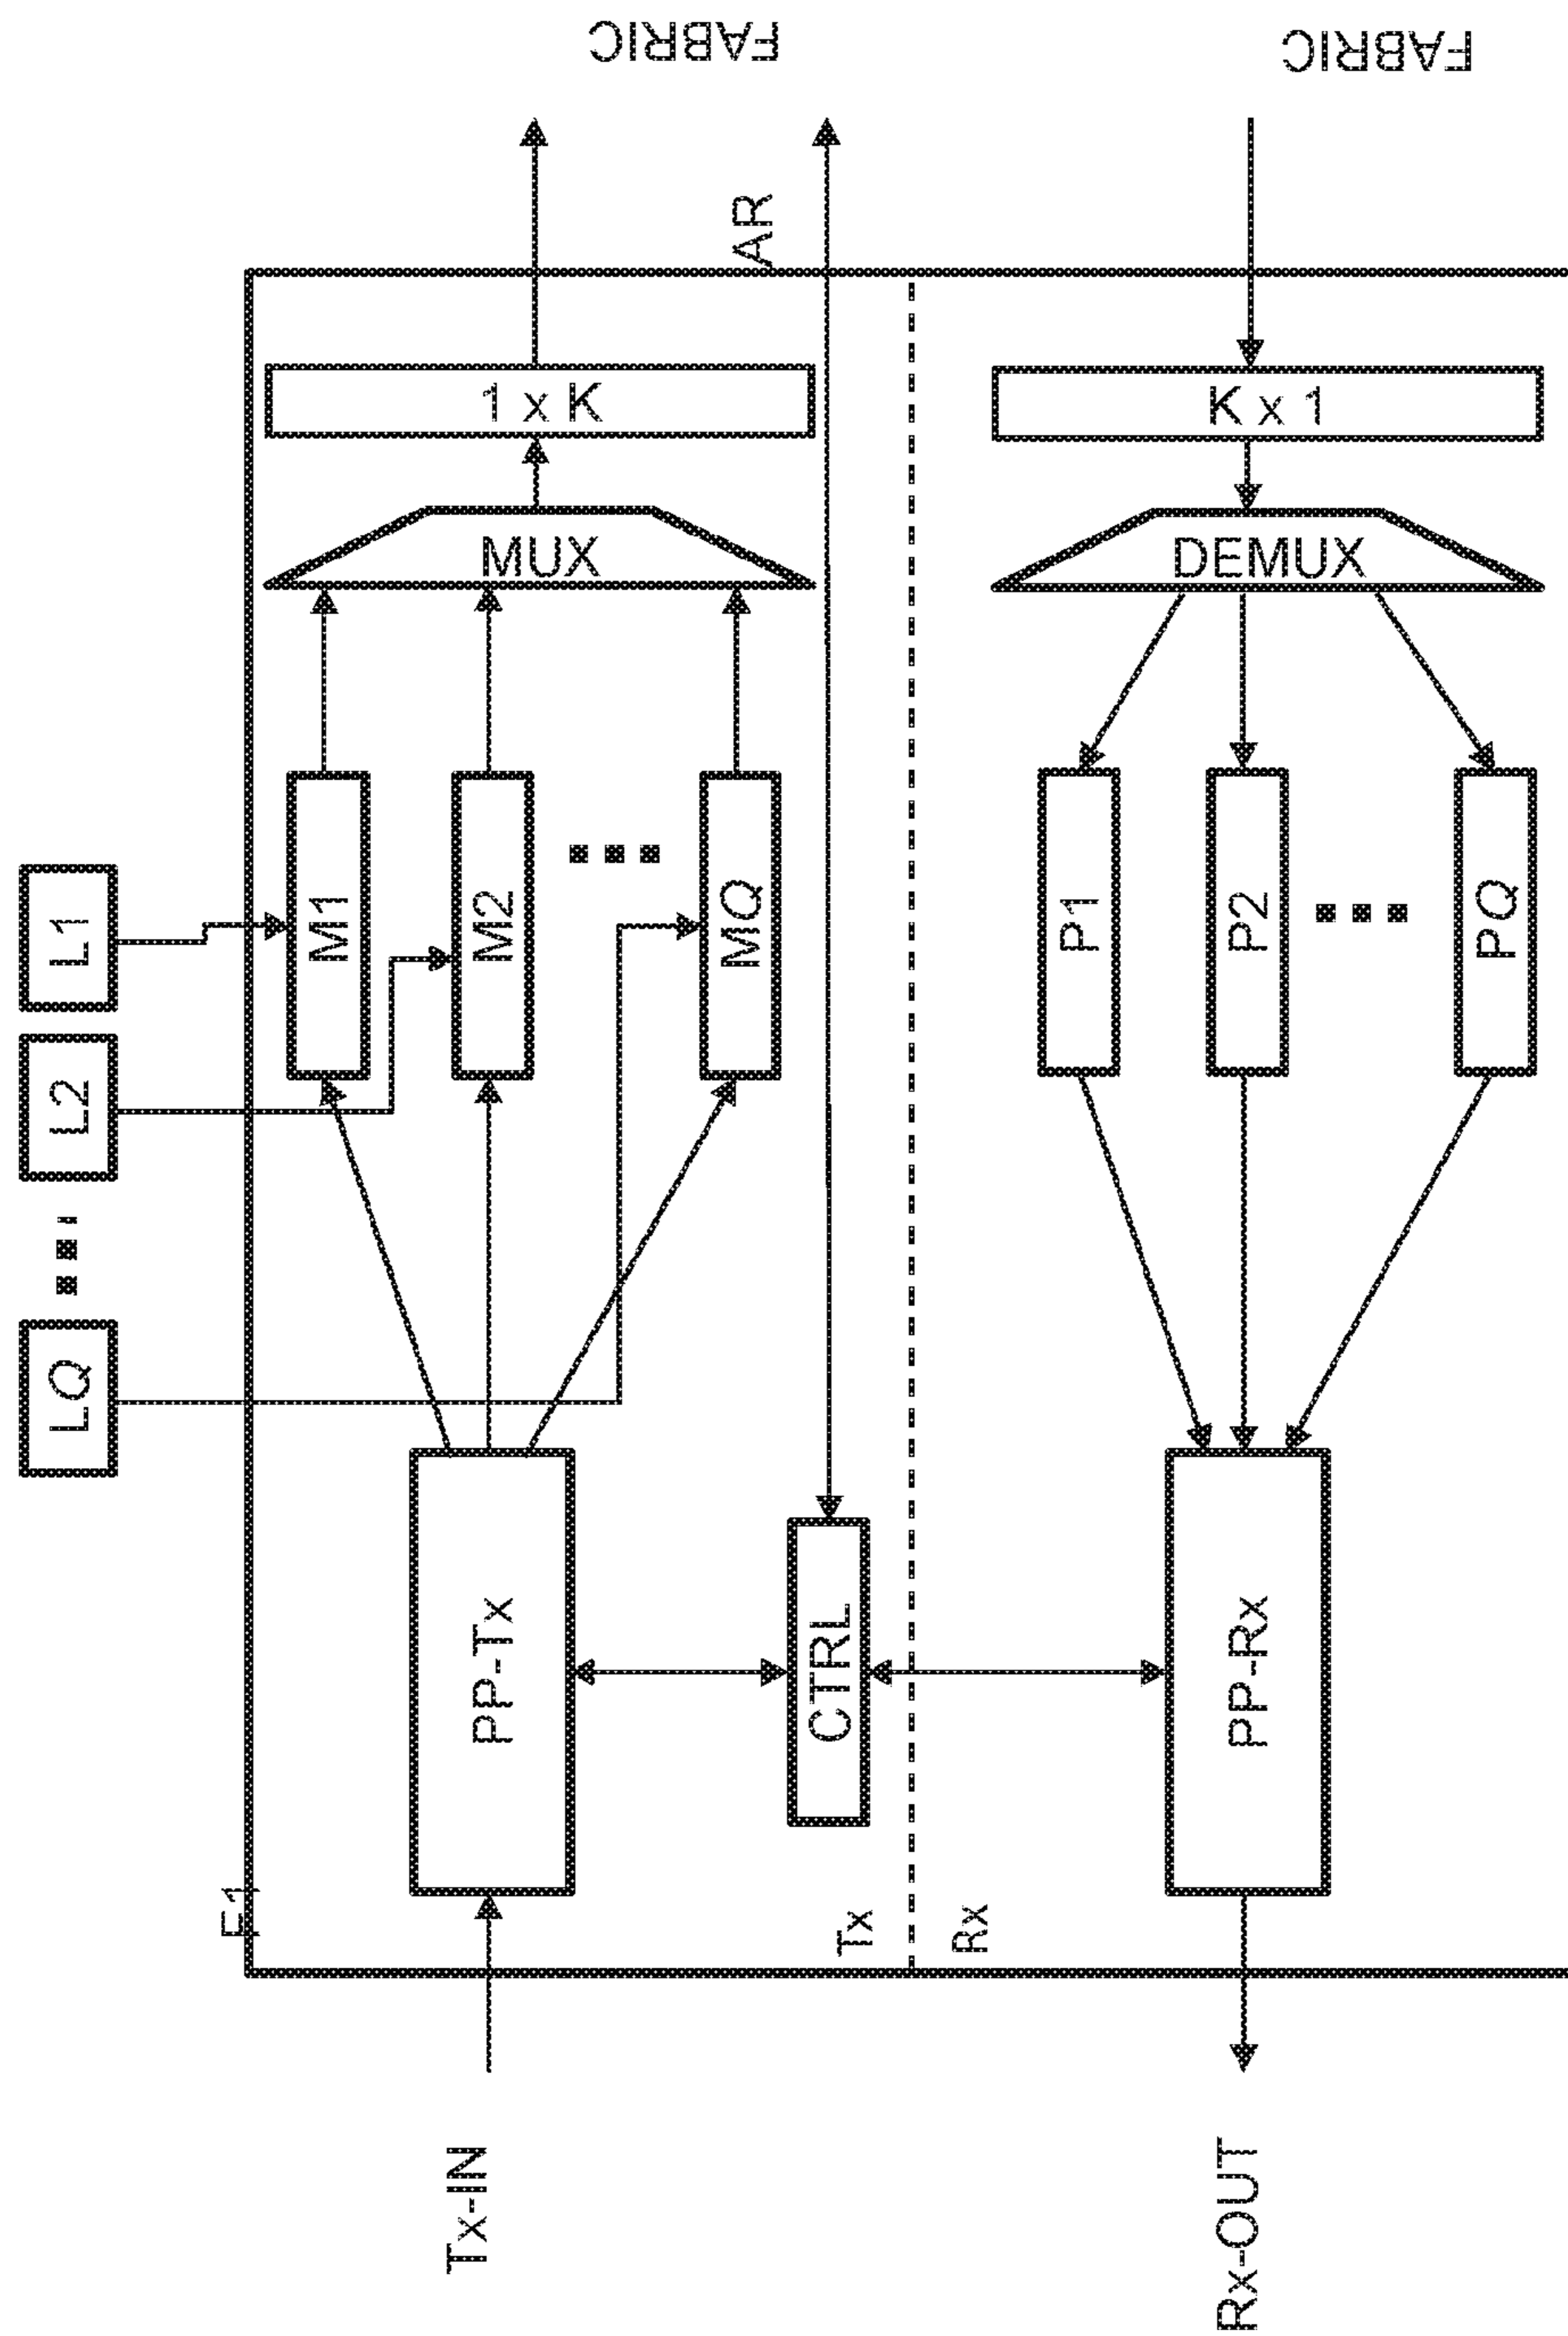 LQ
L2
L1
E1
M1
Tx-IN
PP-Tx
M2
MUX
1 x K
FABRIC
MQ
AR
CTRL
Tx
Rx
P1
Rx-OUT
PP-Rx
P2
DEMUX
K x 1
FABRIC
PQ